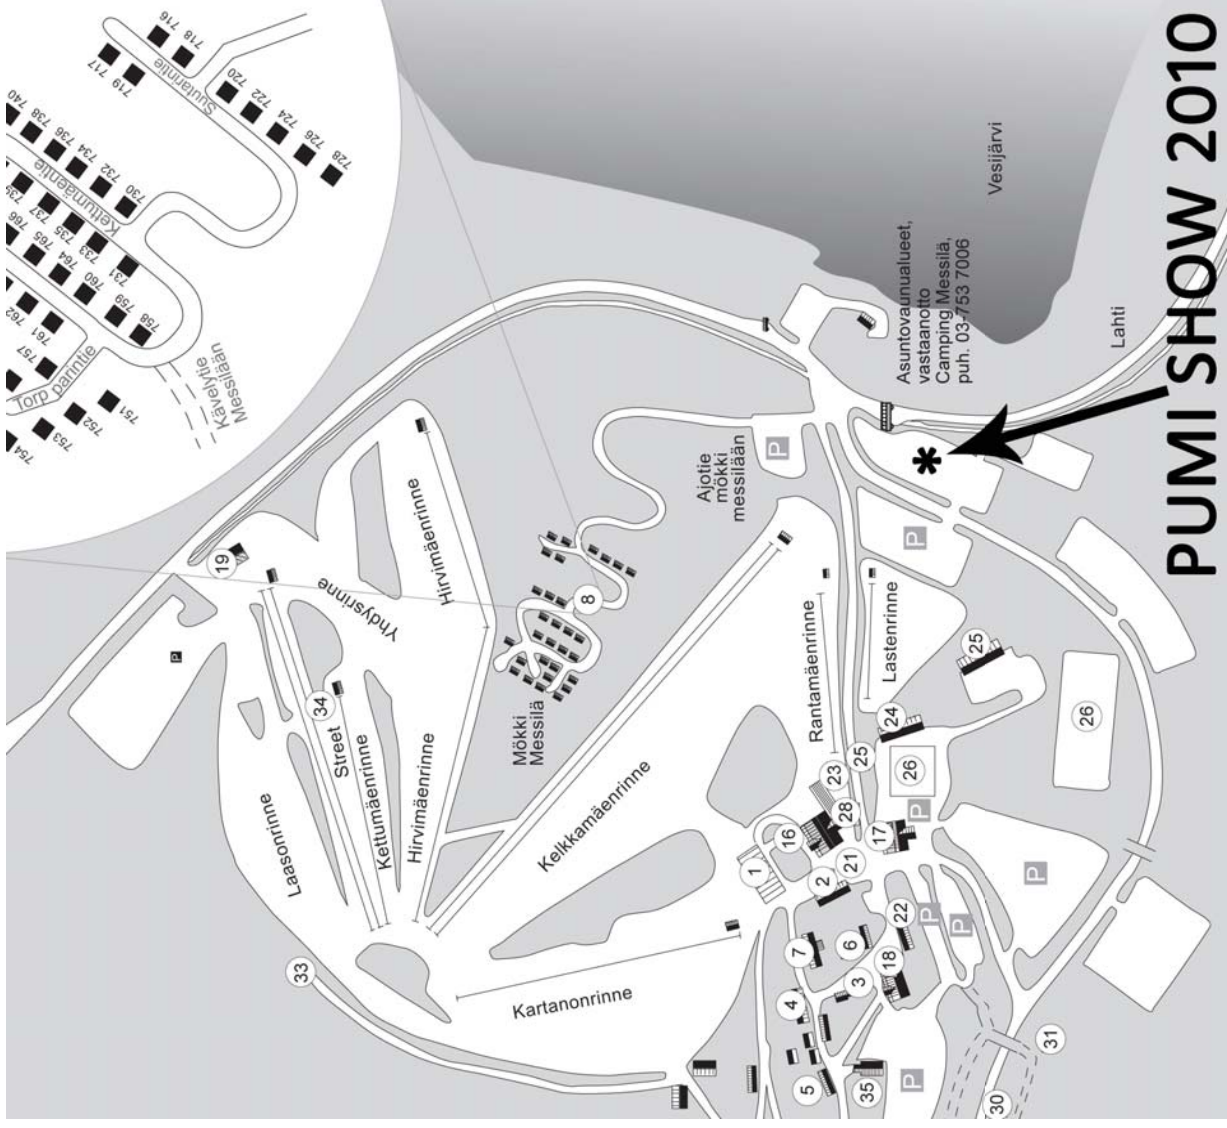 PUMI SHOW 2010
716
718
717
719
720
722
724
726
728
Suutarintie
740
738
736
734
732
730
Kettumäentie
739
737
735
733
731
766
765
764
760
759
758
762
761
757
Torpparintie
754
753
752
751
Kävelytie
Messilään
Vesijärvi
Lahti
Asuntovaunualueet,
vastaanotto
Camping Messilä,
puh. 03-753 7006
Ajotie
mökki
messilään
P
*
P
Hirvimäenrinne
Yhdysrinne
19
P
8
Mökki
Messilä
34
Street
Kettumäenrinne
Hirvimäenrinne
Laasonrinne
Kelkkamäenrinne
Rantamäenrinne
Lastenrinne
25
24
26
26
25
23
28
16
17
P
1
2
21
P
22
P
P
7
6
18
3
4
5
35
P
33
Kartanonrinne
31
30